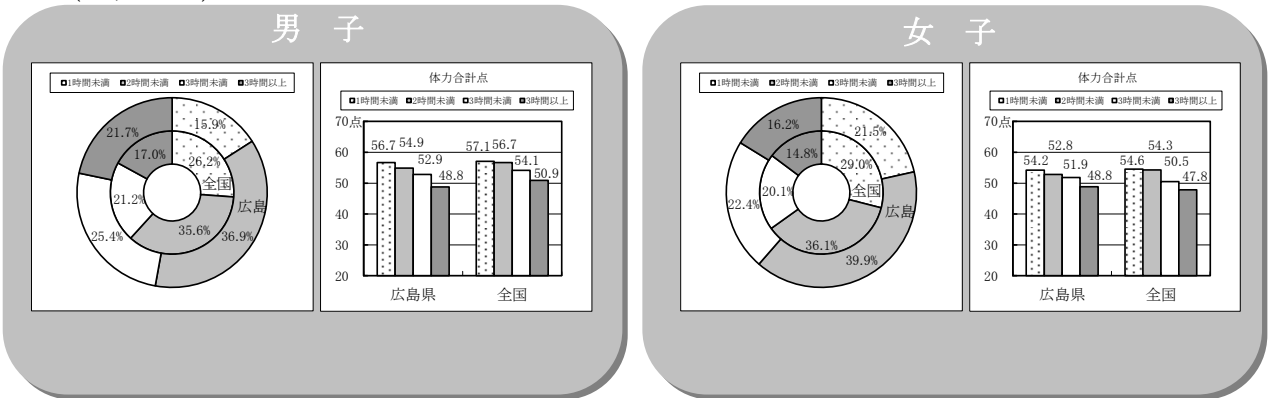 男 子
□1時間未満 ■2時間未満 □3時間未満 ■3時間以上
21.7%
15.9%
17.0%
26.2%
全国
広島
21.2%
35.6%
25.4%
36.9%
体力合計点
□1時間未満 ■2時間未満 □3時間未満 ■3時間以上
70点
60
50
40
30
20
56.7 54.9 52.9 48.8
57.1 56.7 54.1 50.9
広島県 全国
女 子
□1時間未満 ■2時間未満 □3時間未満 ■3時間以上
16.2%
21.5%
14.8%
29.0%
全国
広島
20.1%
22.4%
36.1%
39.9%
体力合計点
□1時間未満 ■2時間未満 □3時間未満 ■3時間以上
70点
60
50
40
30
20
54.2 52.8 51.9 48.8
54.6 54.3 50.5 47.8
広島県 全国